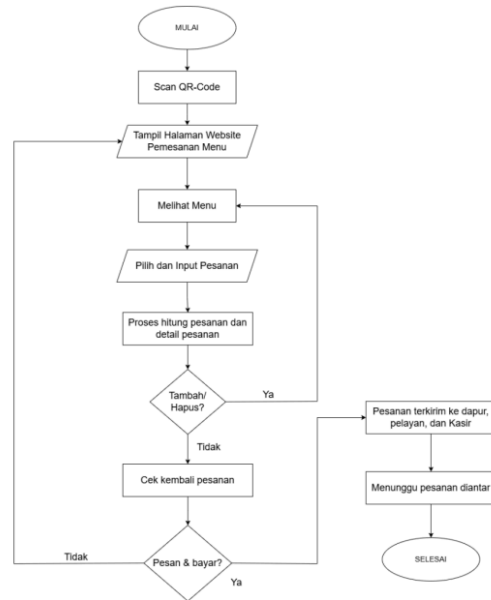 MULAI
Scan QR-Code
Tampil Halaman Website
Pemesanan Menu
Melihat Menu
Pilih dan Input Pesanan
Proses hitung pesanan dan
detail pesanan
Tambah/
Hapus?
Ya
Tidak
Cek kembali pesanan
Pesan & bayar?
Tidak
Ya
Pesanan terkirim ke dapur,
pelayan, dan Kasir
Menunggu pesanan diantar
SELESAI